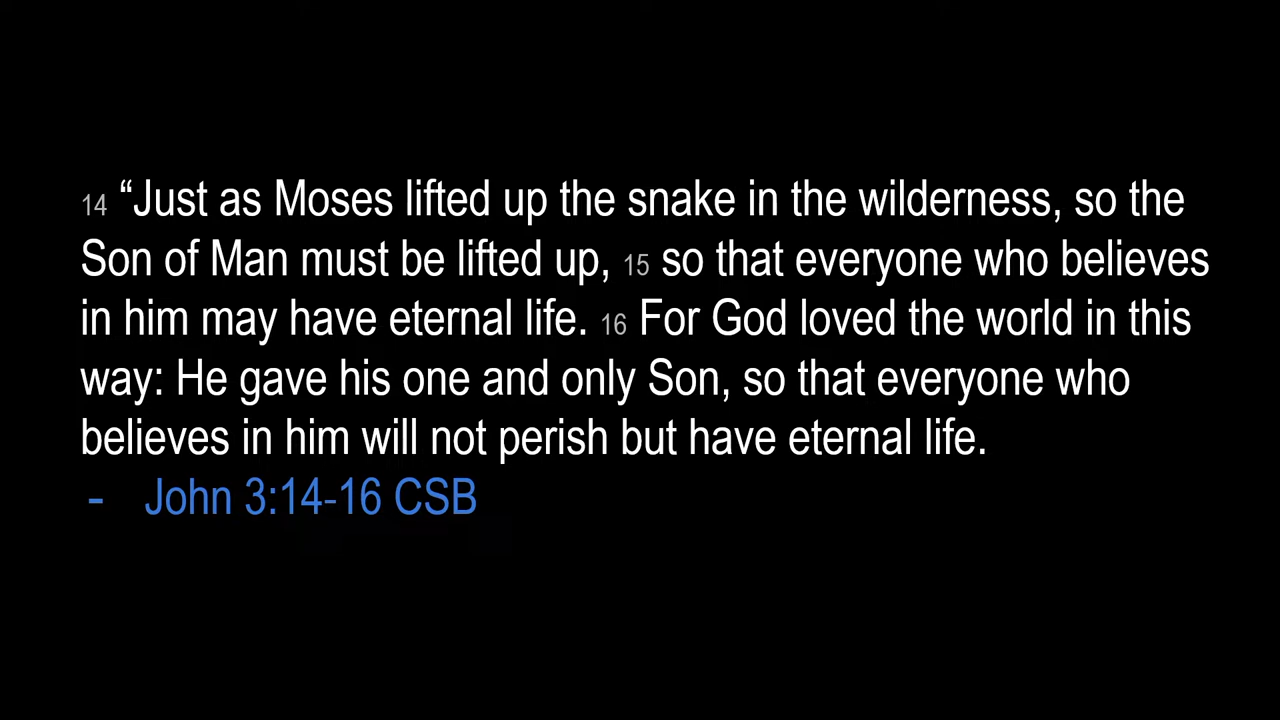 14 “Just as Moses lifted up the snake in the wilderness, so the
Son of Man must be lifted up, 15 so that everyone who believes
in him may have eternal life. 16 For God loved the world in this
way: He gave his one and only Son, so that everyone who
believes in him will not perish but have eternal life.
- John 3:14-16 CSB